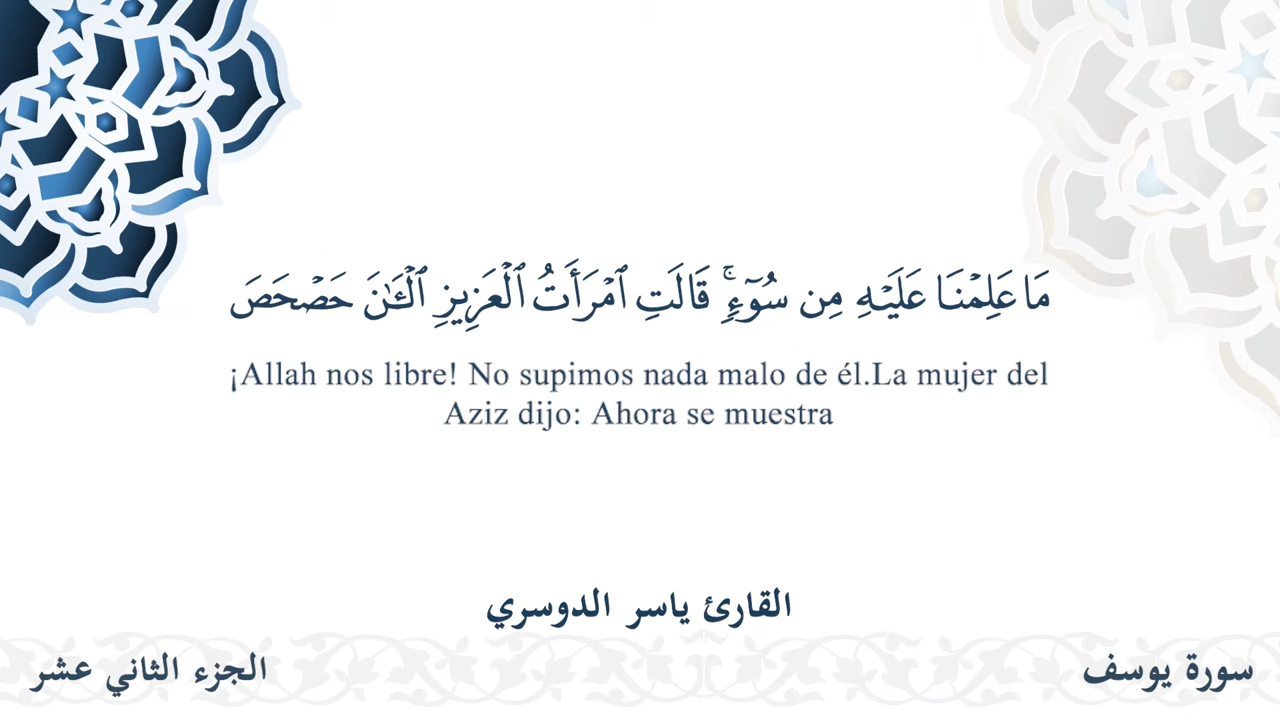 مَا عَلِمْنَا عَلَيْهِ مِن سُوٓءٍۚ قَالَتِ ٱمْرَأَتُ ٱلْعَزِيزِ ٱلْـَٰٔنَ حَصْحَصَ
¡Allah nos libre! No supimos nada malo de él.La mujer del
Aziz dijo: Ahora se muestra
القارئ ياسر الدوسري
سورة يوسف
الجزء الثاني عشر